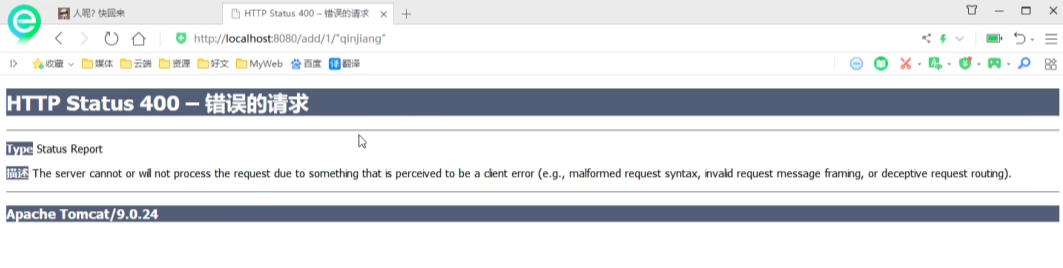 人呢? 快回来
HTTP Status 400 – 错误的请求
http://localhost:8080/add/1/"qinjiang"
收藏 媒体 云端 资源 好文 MyWeb 百度 译 翻译
HTTP Status 400 – 错误的请求
Type Status Report
描述 The server cannot or will not process the request due to something that is perceived to be a client error (e.g., malformed request syntax, invalid request message framing, or deceptive request routing).
Apache Tomcat/9.0.24